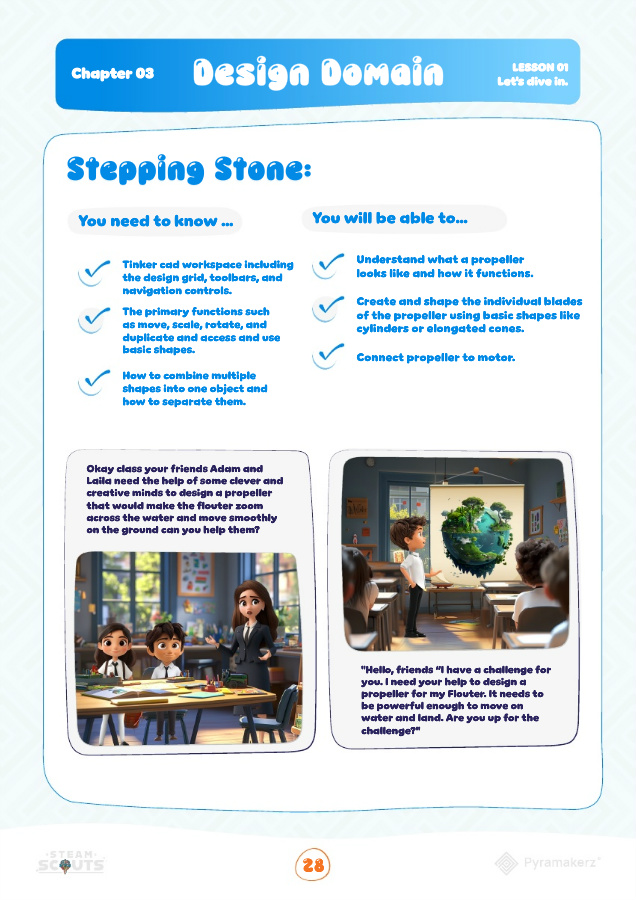 Chapter 03
Design Domain
LESSON 01
Let's dive in.
Stepping Stone:
You need to know ...
Tinker cad workspace including
the design grid, toolbars, and
navigation controls.
The primary functions such
as move, scale, rotate, and
duplicate and access and use
basic shapes.
How to combine multiple
shapes into one object and
how to separate them.
You will be able to...
Understand what a propeller
looks like and how it functions.
Create and shape the individual blades
of the propeller using basic shapes like
cylinders or elongated cones.
Connect propeller to motor.
Okay class your friends Adam and
Laila need the help of some clever and
creative minds to design a propeller
that would make the flouter zoom
across the water and move smoothly
on the ground can you help them?
"Hello, friends "I have a challenge for
you. I need your help to design a
propeller for my Flouter. It needs to
be powerful enough to move on
water and land. Are you up for the
challenge?"
STEAM
SCOUTS
28
Pyramakerz